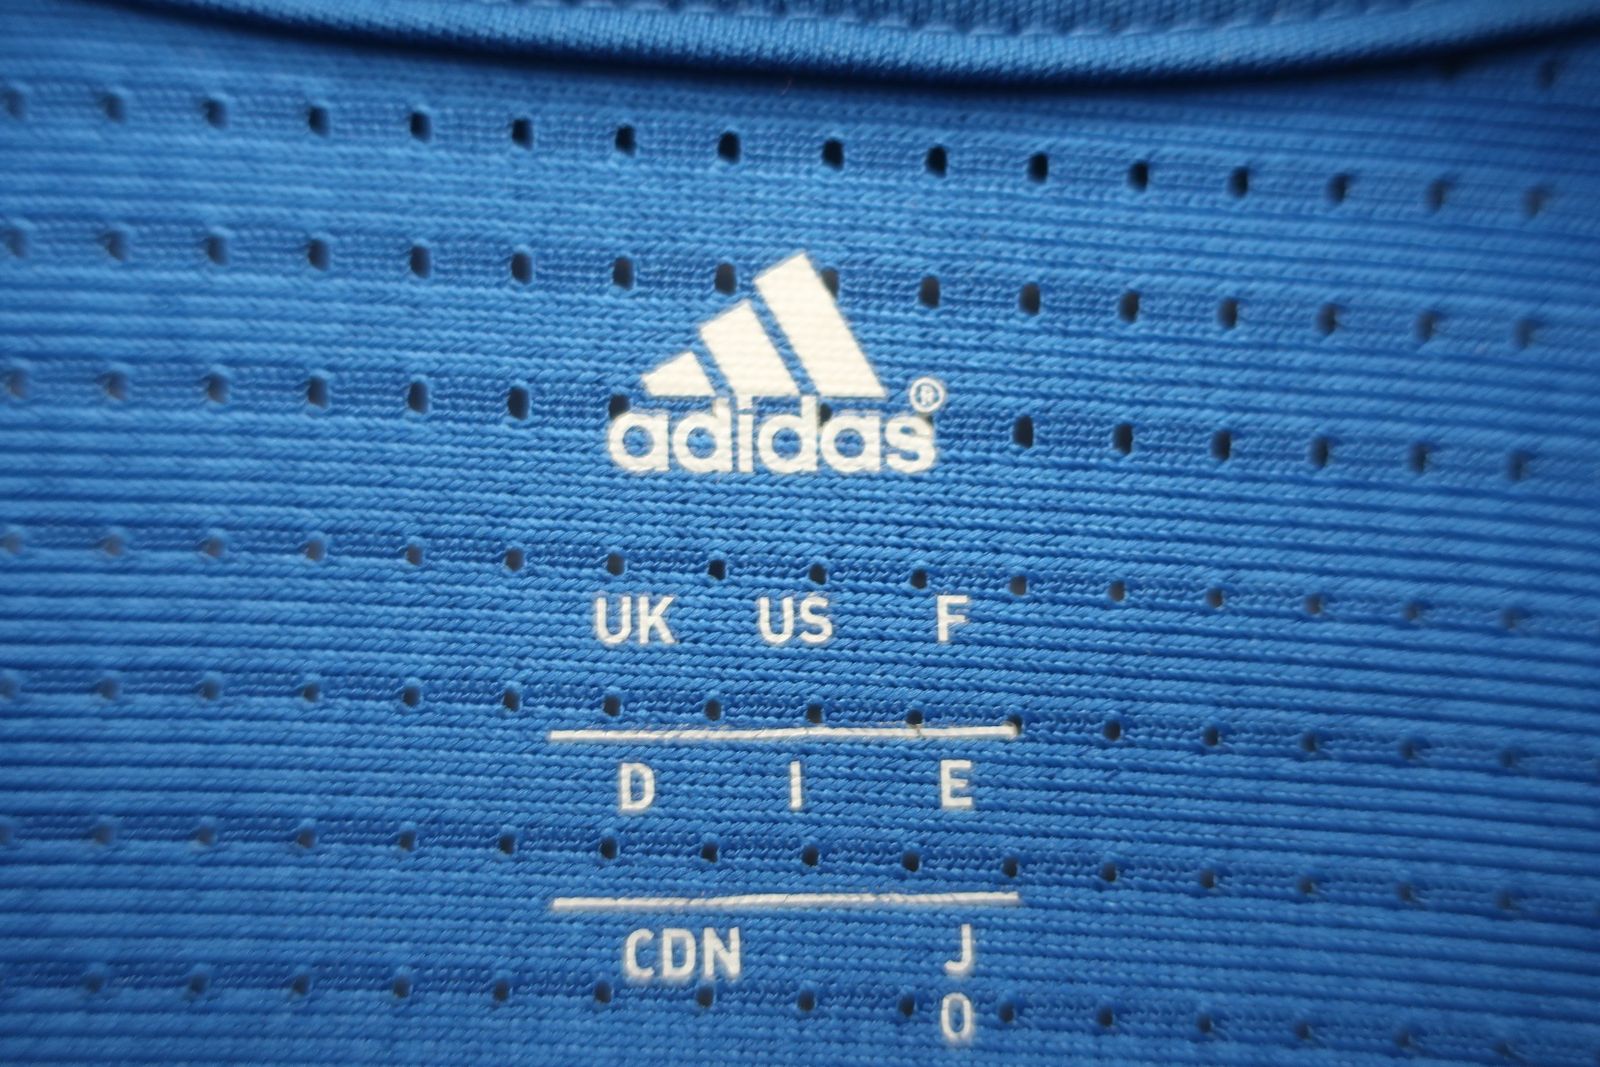 adidas®
UK US F
D I E
CDN J
O